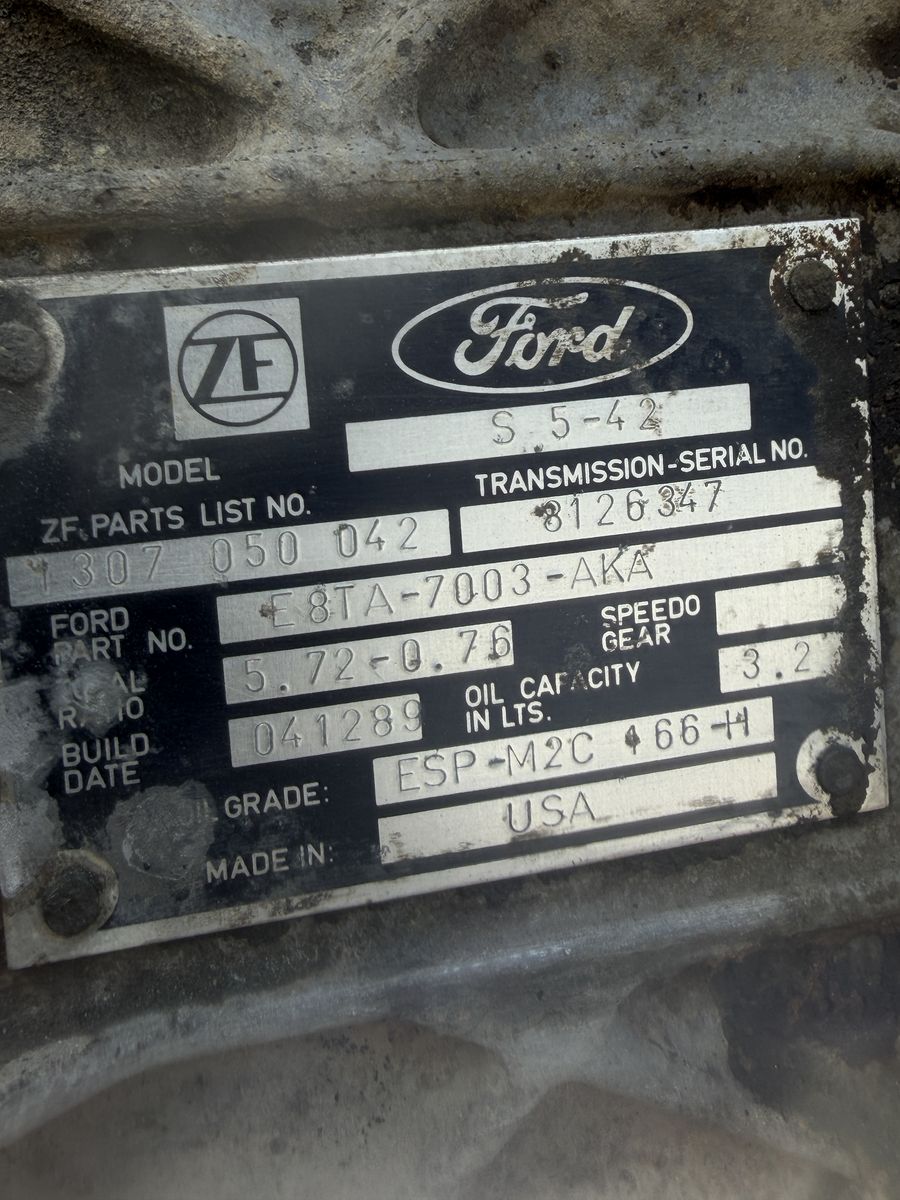 ZF
Ford
S 5-42
MODEL
TRANSMISSION-SERIAL NO.
ZF.PARTS LIST NO.
8126347
1307 050 042
E8TA-7003-AKA
FORD
PART NO.
5.72-0.76
SPEEDO
GEAR
OIL CAPACITY
IN LTS.
3.2
BUILD
DATE
041289
OIL GRADE:
ESP-M2C 166-H
MADE IN:
USA